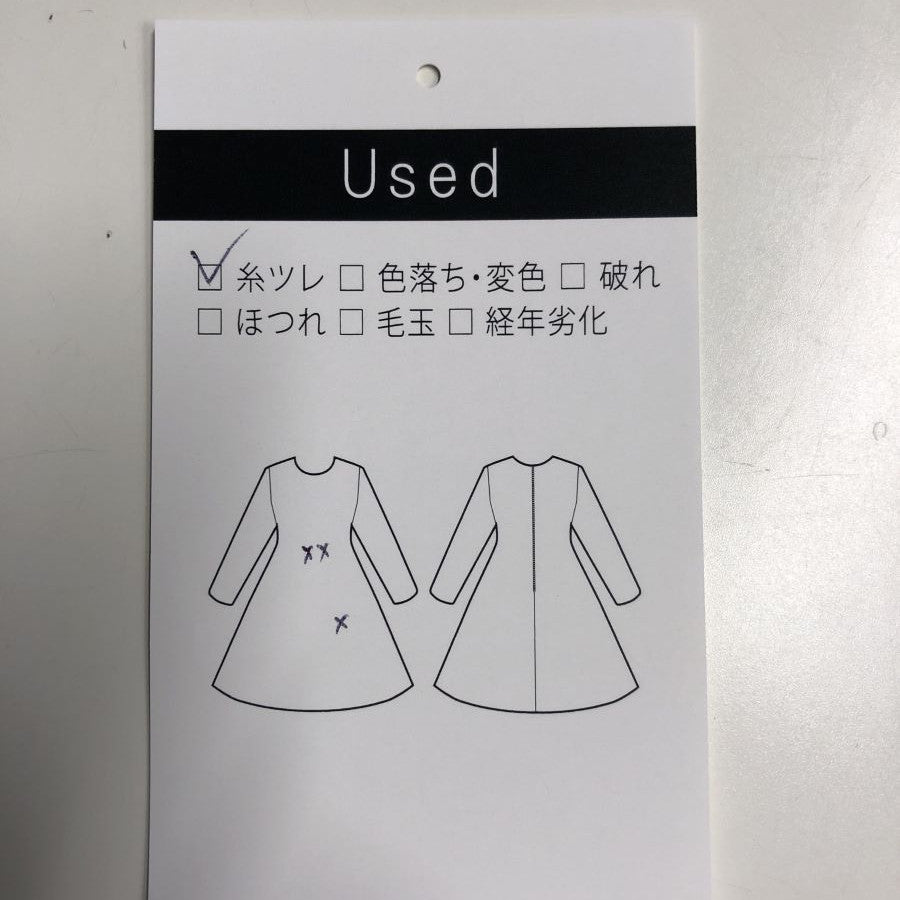 Used
☑ 糸ツレ □ 色落ち・変色 □ 破れ
□ ほつれ □ 毛玉 □ 経年劣化
xx
x